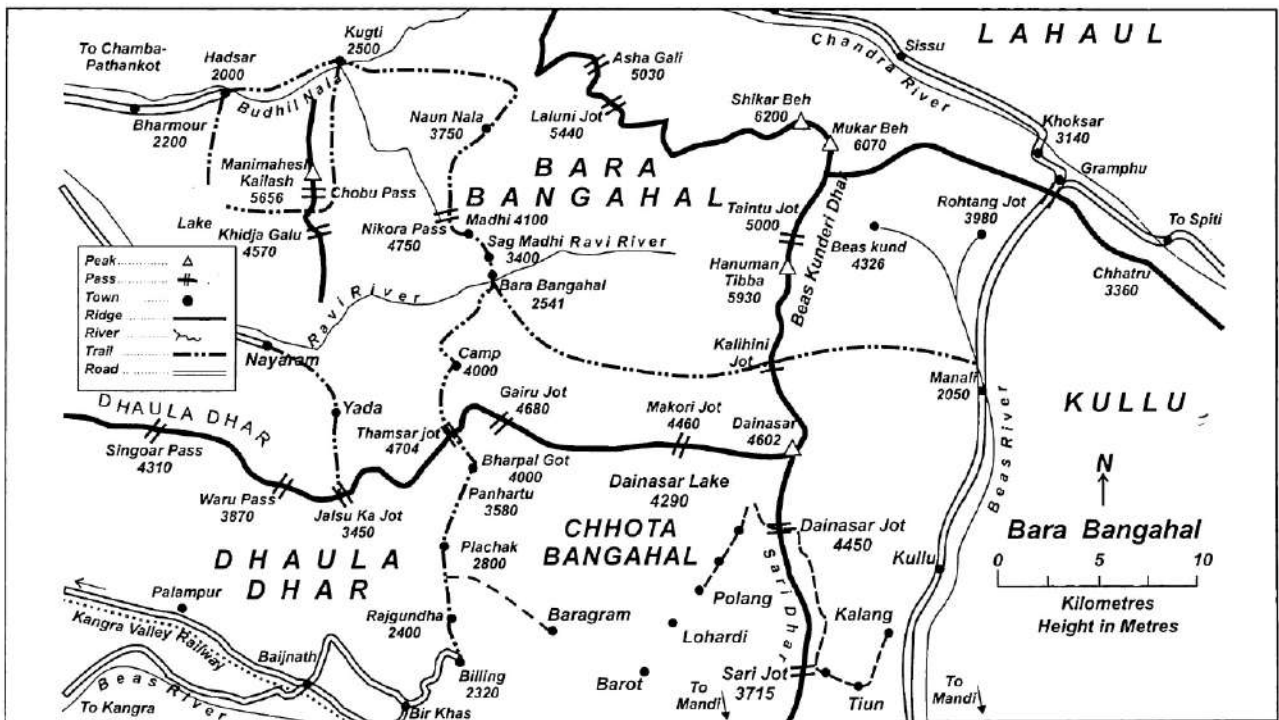 LAHAUL
To Chamba-
Pathankot
Hadsar
2000
Kugti
2500
Budhil Nala
Bharmour
2200
Asha Gali
5030
Laluni Jot
5440
Naun Nala
3750
Chandra River
Sissu
Shikar Beh
6200
Mukar Beh
6070
Khoksar
3140
Gramphu
To Spiti
Manimahesh
Kailash
5656
Chobu Pass
Lake
Khidja Galu
4570
BARA
BANGAHAL
Nikora Pass
4750
Madhi 4100
Sag Madhi
3400
Ravi River
Bara Bangahal
2541
Taintu Jot
5000
Hanuman
Tibba
5930
Beas Kunderi Dhar
Beas kund
4326
Rohtang Jot
3980
Chhatru
3360
Peak
Pass
Town
Ridge
River
Trail
Road
Ravi River
Nayaram
Camp
4000
Kalihini
Jot
Manali
2050
Beas River
KULLU
DHAULA DHAR
Yada
Gairu Jot
4680
Makori Jot
4460
Dainasar
4602
Singoar Pass
4310
Thamsar jot
4704
Bharpal Got
4000
Panhartu
3580
Waru Pass
3870
Jalsu Ka Jot
3450
Dainasar Lake
4290
CHHOTA
BANGAHAL
Dainasar Jot
4450
N
Bara Bangahal
0 5 10
Kilometres
Height in Metres
DHAULA
DHAR
Plachak
2800
Sari Dhar
Kullu
Palampur
Kangra Valley Railway
Rajgundha
2400
Baragram
Polang
Lohardi
Kalang
Baijnath
Billing
2320
Barot
Sari Jot
3715
Tiun
Beas River
To Kangra
Bir Khas
To
Mandi
To
Mandi